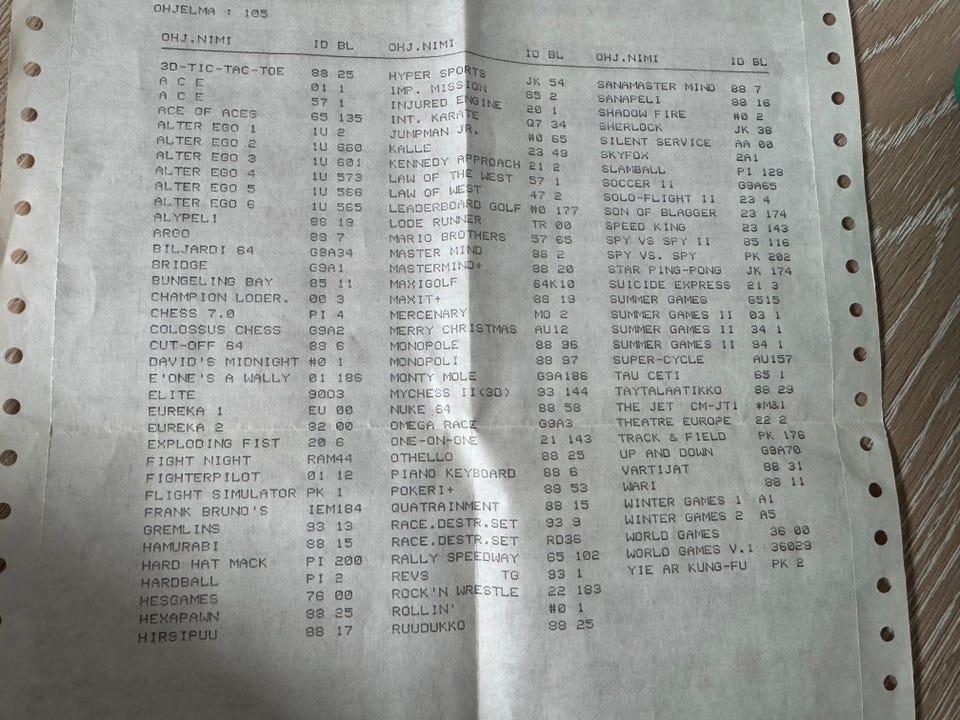 OHJELMA : 105
OHJ.NIMI ID BL OHJ.NIMI ID BL OHJ.NIMI ID BL
3D-TIC-TAC-TOE 88 25
A C E 01 1
A C E 57 1
ACE OF ACES 65 135
ALTER EGO 1 1U 2
ALTER EGO 2 1U 660
ALTER EGO 3 1U 601
ALTER EGO 4 1U 573
ALTER EGO 5 1U 566
ALTER EGO 6 1U 565
ALYPELI 88 19
ARGO 88 7
BILJARDI 64 G9A34
BRIDGE G9A1
BUNGELING BAY 85 11
CHAMPION LODER. 00 3
CHESS 7.0 PI 4
COLOSSUS CHESS G9A2
CUT-OFF 64 88 6
DAVID'S MIDNIGHT #0 1
E'ONE'S A WALLY 01 186
ELITE 9003
EUREKA 1 EU 00
EUREKA 2 32 00
EXPLODING FIST 20 6
FIGHT NIGHT RAM44
FIGHTERPILOT 01 12
FLIGHT SIMULATOR PK 1
FRANK BRUNO'S IEM184
GREMLINS 93 13
HAMURABI 88 15
HARD HAT MACK PI 200
HARDBALL PI 2
HESGAMES 76 00
HEXAPAWN 88 25
HIRSIPUU 88 17
HYPER SPORTS JK 54
IMP. MISSION 85 2
INJURED ENGINE 20 1
INT. KARATE Q7 34
JUMPMAN JR. #0 65
KALLE 23 49
KENNEDY APPROACH 21 2
LAW OF THE WEST 57 1
LAW OF WEST 47 2
LEADERBOARD GOLF #0 177
LODE RUNNER TR 00
MARIO BROTHERS 57 65
MASTER MIND 88 2
MASTERMIND+ 88 20
MAXIGOLF 64K10
MAXIT+ 88 19
MERCENARY MO 2
MERRY CHRISTMAS AU12
MONOPOLE 88 96
MONOPOLI 88 97
MONTY MOLE G9A186
MYCHESS II(3D) 93 144
NUKE 64 88 58
OMEGA RACE G9A3
ONE-ON-ONE 21 143
OTHELLO 88 25
PIANO KEYBOARD 88 6
POKERI+ 88 53
QUATRAINMENT 88 15
RACE.DESTR.SET 93 9
RACE.DESTR.SET RD36
RALLY SPEEDWAY 65 102
REVS TG 93 1
ROCK'N WRESTLE 22 183
ROLLIN' #0 1
RUUDUKKO 88 25
SANAMASTER MIND 88 7
SANAPELI 88 16
SHADOW FIRE #0 2
SHERLOCK JK 38
SILENT SERVICE AA 00
SKYFOX 2A1
SLAMBALL PI 128
SOCCER II G9A65
SOLO-FLIGHT II 23 4
SON OF BLAGGER 23 174
SPEED KING 23 143
SPY VS SPY II 85 116
SPY VS. SPY PK 202
STAR PING-PONG JK 174
SUICIDE EXPRESS 21 3
SUMMER GAMES 6515
SUMMER GAMES II 03 1
SUMMER GAMES II 34 1
SUMMER GAMES II 94 1
SUPER-CYCLE AU157
TAU CETI 65 1
TAYTALAATIKKO 88 29
THE JET CM-JT1 *M&1
THEATRE EUROPE 22 2
TRACK & FIELD PK 176
UP AND DOWN G9A70
VARTIJAT 88 31
WARI 88 11
WINTER GAMES 1 A1
WINTER GAMES 2 A5
WORLD GAMES 36 00
WORLD GAMES V.1 36029
YIE AR KUNG-FU PK 2